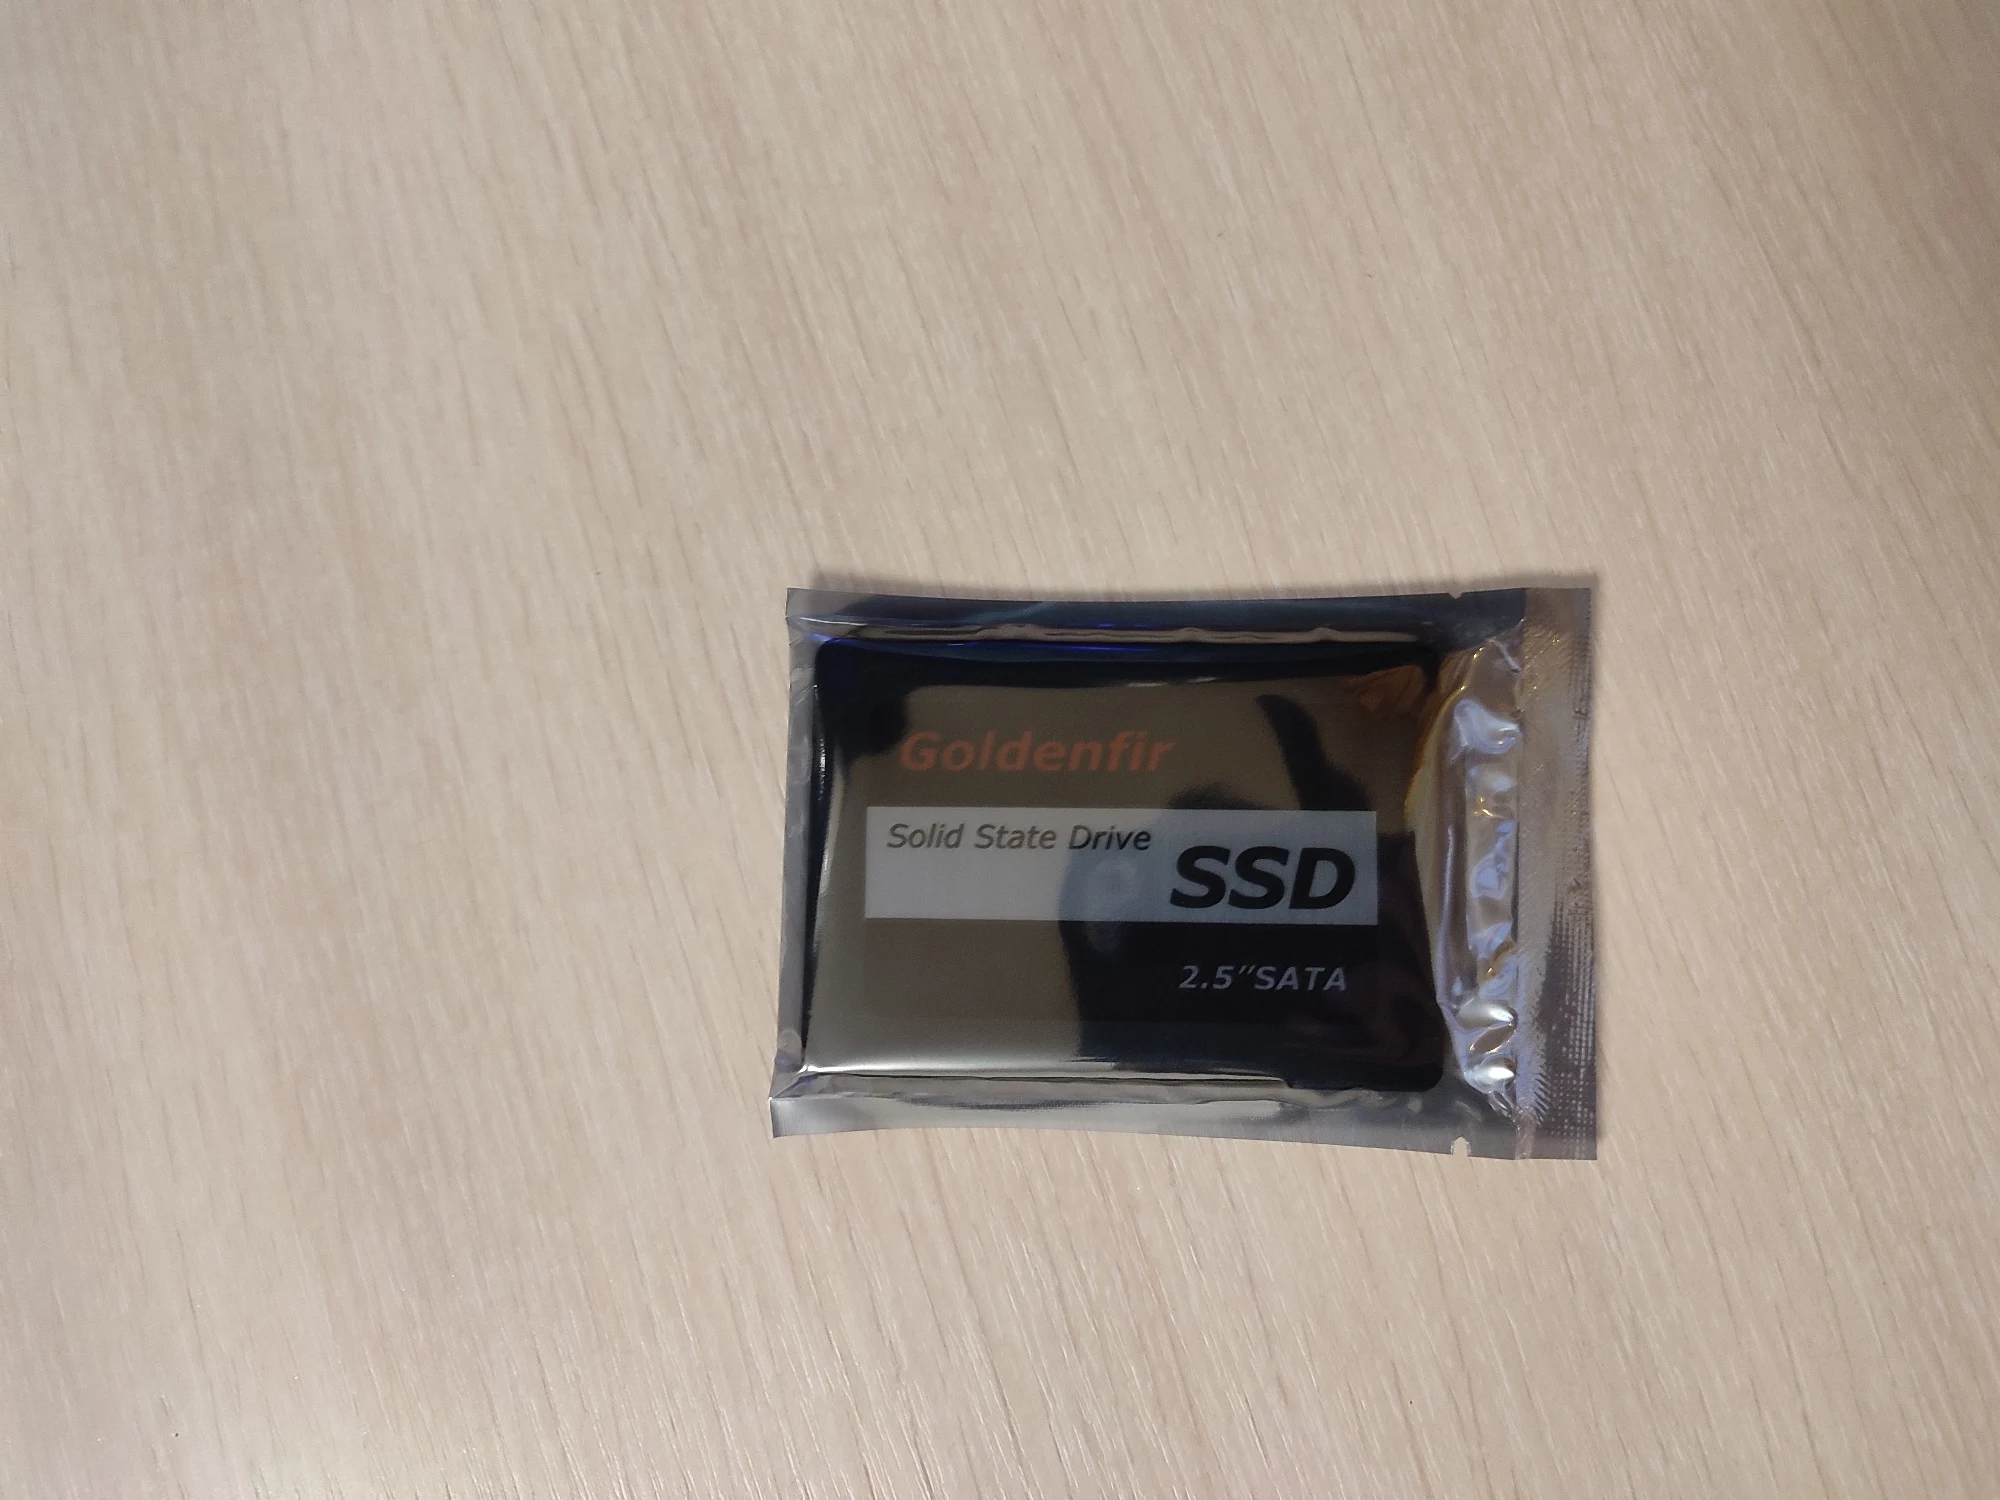 Goldenfir
Solid State Drive
SSD
2.5"SATA